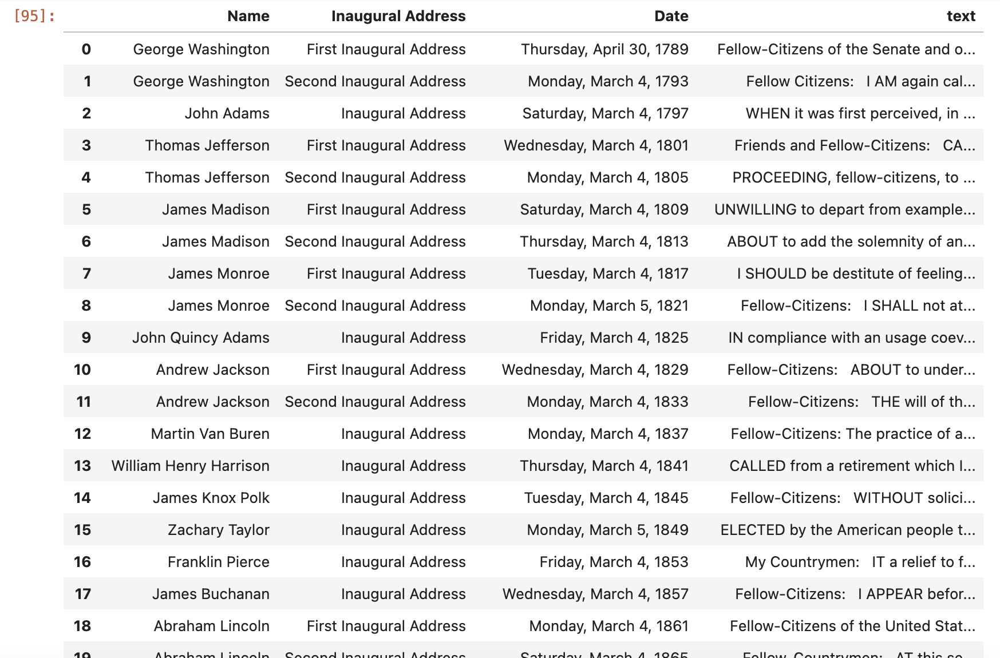 [95]: Name Inaugural Address Date text
0 George Washington First Inaugural Address Thursday, April 30, 1789 Fellow-Citizens of the Senate and o...
1 George Washington Second Inaugural Address Monday, March 4, 1793 Fellow Citizens:   I AM again cal...
2 John Adams Inaugural Address Saturday, March 4, 1797 WHEN it was first perceived, in ...
3 Thomas Jefferson First Inaugural Address Wednesday, March 4, 1801 Friends and Fellow-Citizens:   CA...
4 Thomas Jefferson Second Inaugural Address Monday, March 4, 1805 PROCEEDING, fellow-citizens, to ...
5 James Madison First Inaugural Address Saturday, March 4, 1809 UNWILLING to depart from example...
6 James Madison Second Inaugural Address Thursday, March 4, 1813 ABOUT to add the solemnity of an...
7 James Monroe First Inaugural Address Tuesday, March 4, 1817 I SHOULD be destitute of feeling...
8 James Monroe Second Inaugural Address Monday, March 5, 1821 Fellow-Citizens:   I SHALL not at...
9 John Quincy Adams Inaugural Address Friday, March 4, 1825 IN compliance with an usage coev...
10 Andrew Jackson First Inaugural Address Wednesday, March 4, 1829 Fellow-Citizens:   ABOUT to under...
11 Andrew Jackson Second Inaugural Address Monday, March 4, 1833 Fellow-Citizens:   THE will of th...
12 Martin Van Buren Inaugural Address Monday, March 4, 1837 Fellow-Citizens: The practice of a...
13 William Henry Harrison Inaugural Address Thursday, March 4, 1841 CALLED from a retirement which I...
14 James Knox Polk Inaugural Address Tuesday, March 4, 1845 Fellow-Citizens:   WITHOUT solici...
15 Zachary Taylor Inaugural Address Monday, March 5, 1849 ELECTED by the American people t...
16 Franklin Pierce Inaugural Address Friday, March 4, 1853 My Countrymen:   IT a relief to f...
17 James Buchanan Inaugural Address Wednesday, March 4, 1857 Fellow-Citizens:   I APPEAR befor...
18 Abraham Lincoln First Inaugural Address Monday, March 4, 1861 Fellow-Citizens of the United Stat...
19 Abraham Lincoln Second Inaugural Address Saturday, March 4, 1865 Fellow-Countrymen:   AT this se...